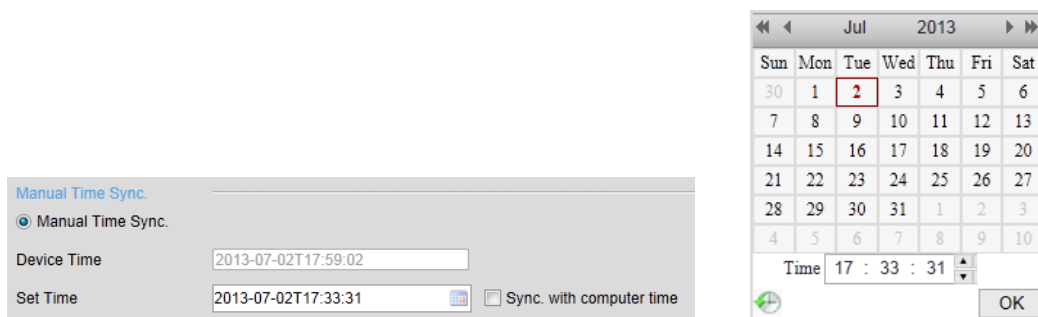 Manual Time Sync.
Manual Time Sync.
Device Time 2013-07-02T17:59:02
Set Time 2013-07-02T17:33:31 Sync. with computer time
Jul 2013
Sun Mon Tue Wed Thu Fri Sat
30 1 2 3 4 5 6
7 8 9 10 11 12 13
14 15 16 17 18 19 20
21 22 23 24 25 26 27
28 29 30 31 1 2 3
4 5 6 7 8 9 10
Time 17 : 33 : 31
OK